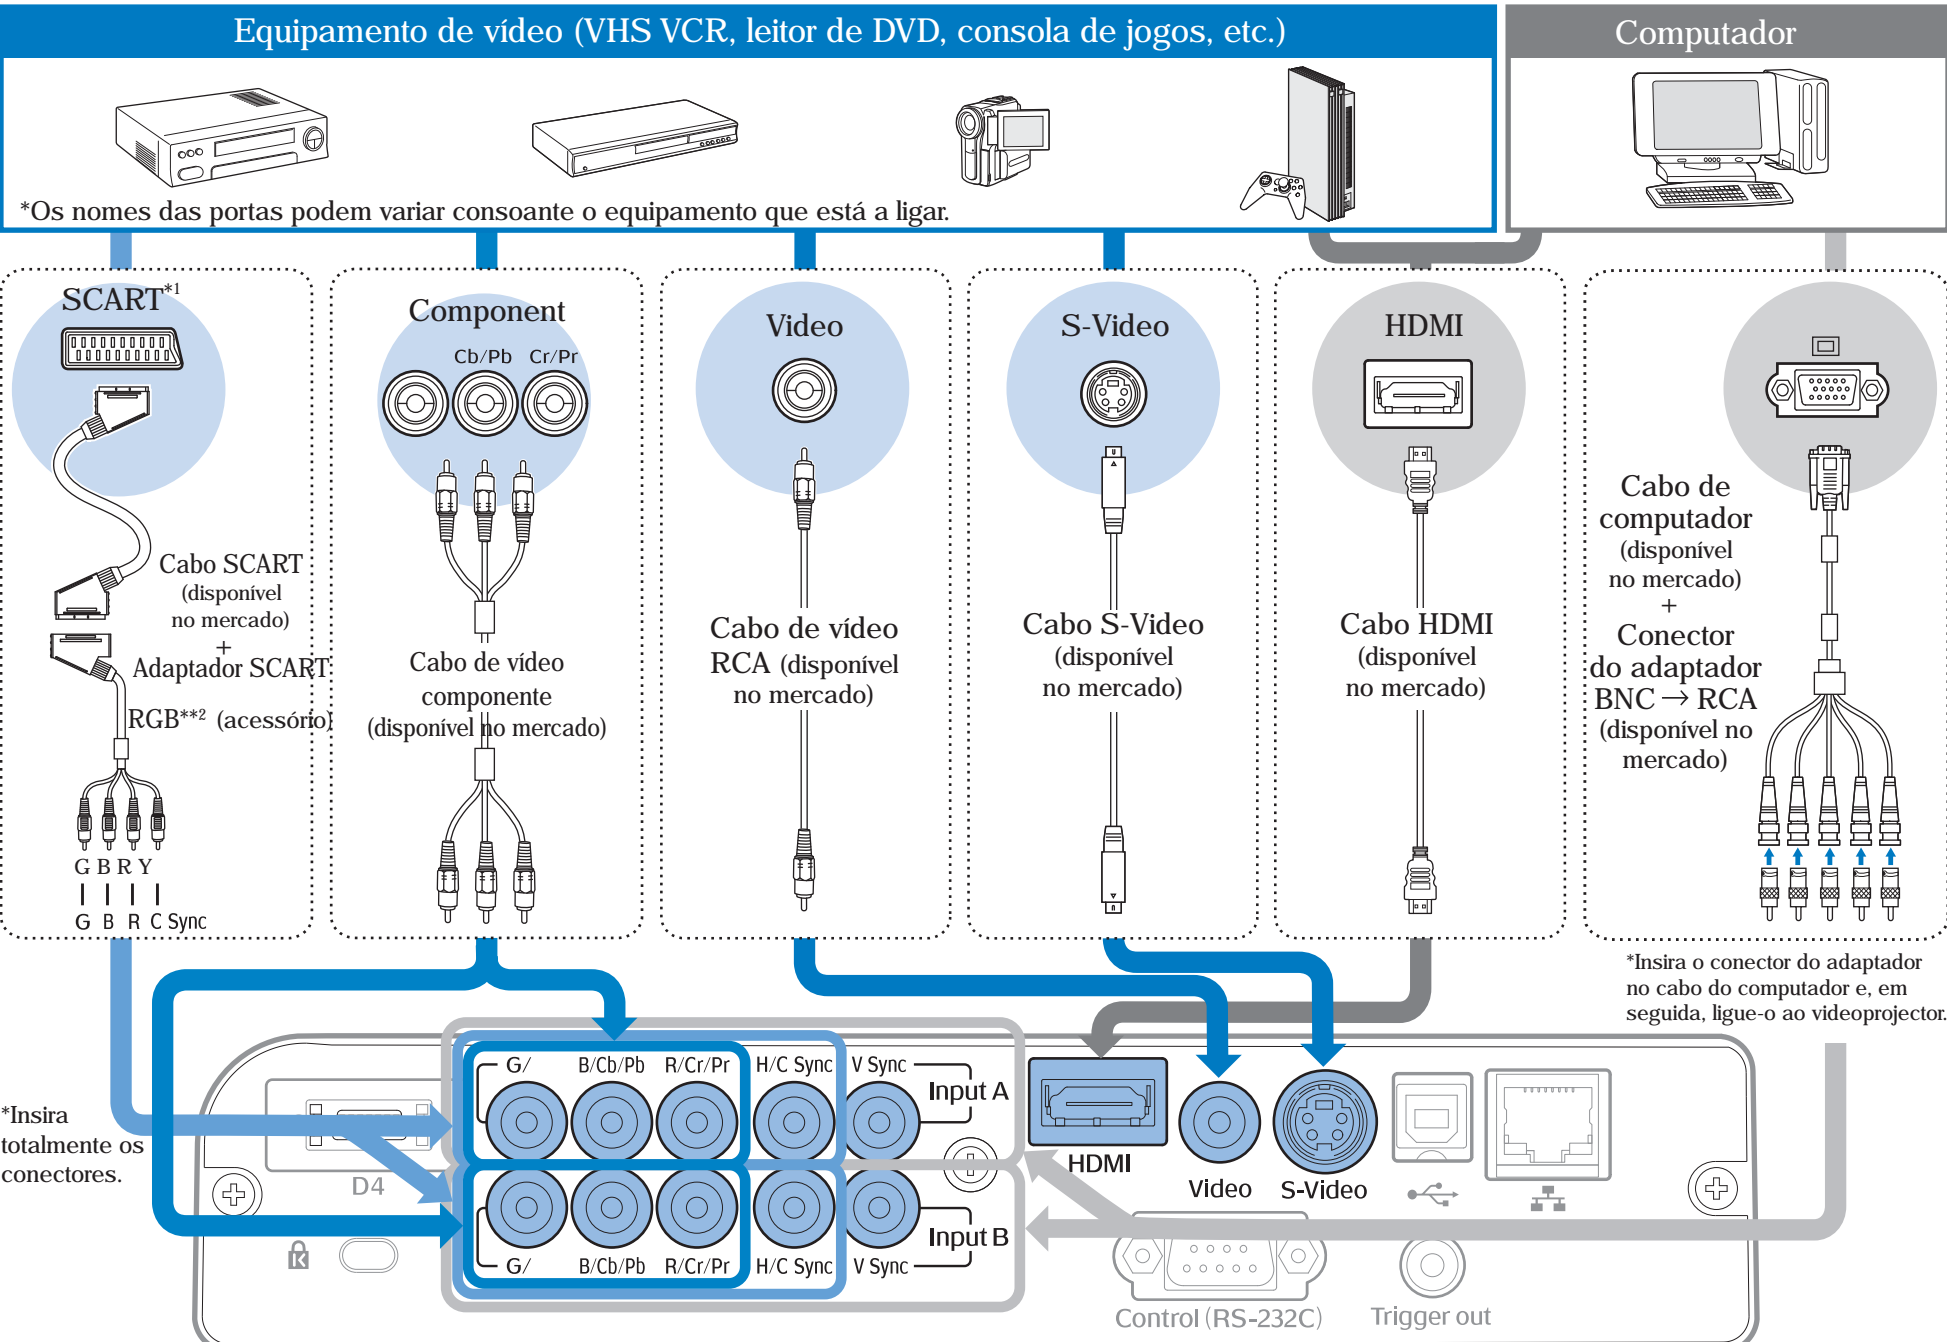 Equipamento de vídeo (VHS VCR, leitor de DVD, consola de jogos, etc.)
Computador
*Os nomes das portas podem variar consoante o equipamento que está a ligar.
SCART*1
Cabo SCART
(disponível
no mercado)
+
Adaptador SCART
RGB**2 (acessório)
G B R Y
G B R C Sync
Component
Cb/Pb Cr/Pr
Cabo de vídeo
componente
(disponível no mercado)
Video
Cabo de vídeo
RCA (disponível
no mercado)
S-Video
Cabo S-Video
(disponível
no mercado)
HDMI
Cabo HDMI
(disponível
no mercado)
Cabo de
computador
(disponível
no mercado)
+
Conector
do adaptador
BNC → RCA
(disponível no
mercado)
*Insira o conector do adaptador
no cabo do computador e, em
seguida, ligue-o ao videoprojector.
*Insira
totalmente os
conectores.
D4
G/ B/Cb/Pb R/Cr/Pr H/C Sync V Sync
Input A
Input B
G/ B/Cb/Pb R/Cr/Pr H/C Sync V Sync
HDMI
Video
S-Video
K
Control (RS-232C)
Trigger out